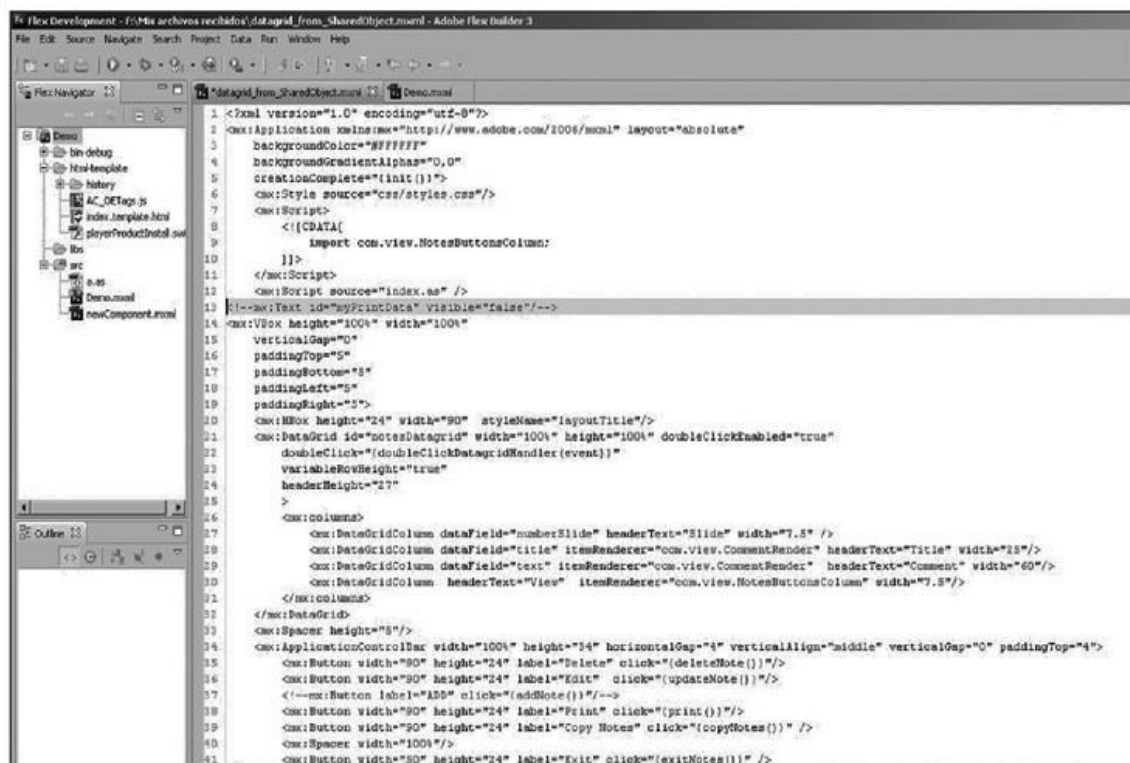 Flex Development - F:\Mis archivos recibidos\datagrid_from_SharedObject.mxml - Adobe Flex Builder 3
File Edit Source Navigate Search Project Data Run Window Help
Flex Navigator
*datagrid_from_SharedObject.mxml
Demo.mxml
Demo
bin-debug
html-template
history
AC_OETags.js
index.template.html
playerProductInstall.swf
libs
src
a.as
Demo.mxml
newComponent.mxml
Outline
1 <?xml version="1.0" encoding="utf-8"?>
2 <mx:Application xmlns:mx="http://www.adobe.com/2006/mxml" layout="absolute"
3 backgroundColor="#FFFFFF"
4 backgroundGradientAlphas="0,0"
5 creationComplete="{init()}">
6 <mx:Style source="css/styles.css"/>
7 <mx:Script>
8 <![CDATA[
9 import com.view.NotesButtonsColumn;
10 ]]>
11 </mx:Script>
12 <mx:Script source="index.as" />
13 <!--mx:Text id="myPrintData" visible="false"/-->
14 <mx:VBox height="100%" width="100%"
15 verticalGap="0"
16 paddingTop="5"
17 paddingBottom="5"
18 paddingLeft="5"
19 paddingRight="5">
20 <mx:HBox height="24" width="90" styleName="layoutTitle"/>
21 <mx:DataGrid id="notesDatagrid" width="100%" height="100%" doubleClickEnabled="true"
22 doubleClick="{doubleClickDatagridHandler(event)}"
23 variableRowHeight="true"
24 headerHeight="27"
25 >
26 <mx:columns>
27 <mx:DataGridColumn dataField="numberSlide" headerText="Slide" width="7.5" />
28 <mx:DataGridColumn dataField="title" itemRenderer="com.view.CommentRender" headerText="Title" width="25"/>
29 <mx:DataGridColumn dataField="text" itemRenderer="com.view.CommentRender" headerText="Comment" width="60"/>
30 <mx:DataGridColumn headerText="View" itemRenderer="com.view.NotesButtonsColumn" width="7.5"/>
31 </mx:columns>
32 </mx:DataGrid>
33 <mx:Spacer height="5"/>
34 <mx:ApplicationControlBar width="100%" height="34" horizontalGap="4" verticalAlign="middle" verticalGap="0" paddingTop="4">
35 <mx:Button width="90" height="24" label="Delete" click="{deleteNote()}"/>
36 <mx:Button width="90" height="24" label="Edit" click="{updateNote()}"/>
37 <!--mx:Button label="ADD" click="{addNote()}"/-->
38 <mx:Button width="90" height="24" label="Print" click="{print()}"/>
39 <mx:Button width="90" height="24" label="Copy Notes" click="{copyNotes()}" />
40 <mx:Spacer width="100%"/>
41 <mx:Button width="50" height="24" label="Exit" click="{exitNotes()}" />